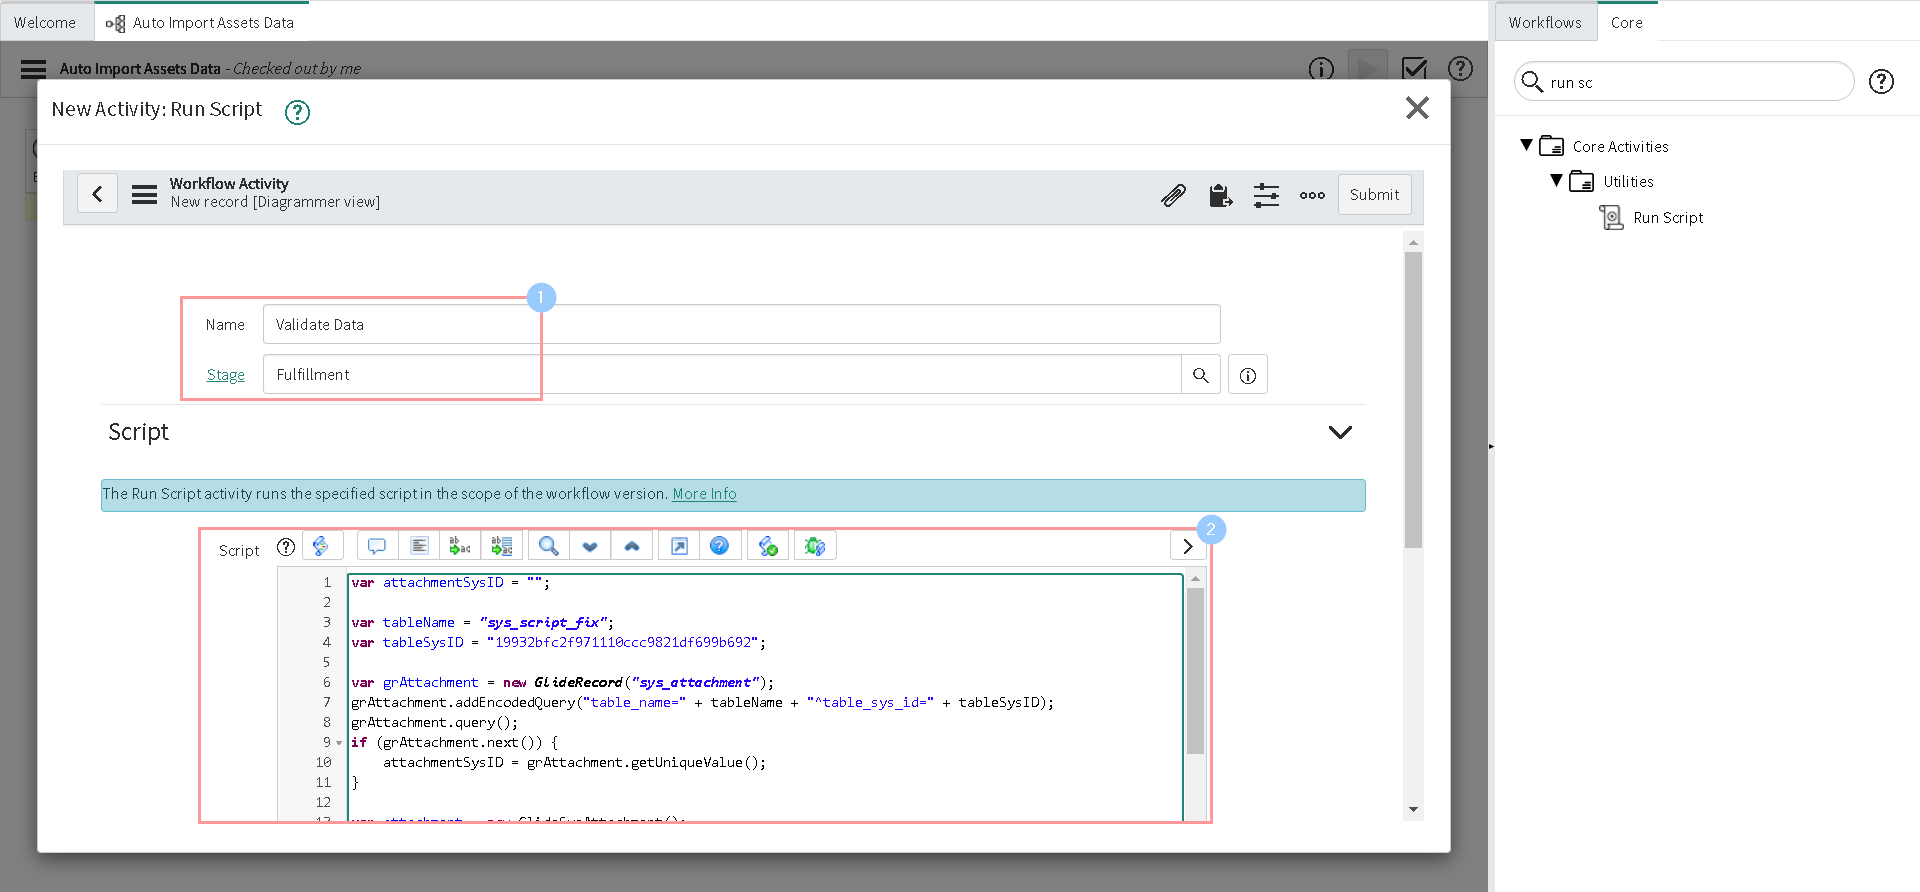 Welcome
Auto Import Assets Data
Workflows
Core
Auto Import Assets Data - Checked out by me
run sc
New Activity: Run Script
Core Activities
Utilities
Run Script
Workflow Activity
New record [Diagrammer view]
Submit
1
Name
Validate Data
Stage
Fulfillment
Script
The Run Script activity runs the specified script in the scope of the workflow version. More Info
2
Script
1 var attachmentSysID = "";
2
3 var tableName = "sys_script_fix";
4 var tableSysID = "19932bfc2f971110ccc9821df699b692";
5
6 var grAttachment = new GlideRecord("sys_attachment");
7 grAttachment.addEncodedQuery("table_name=" + tableName + "^table_sys_id=" + tableSysID);
8 grAttachment.query();
9 if (grAttachment.next()) {
10 attachmentSysID = grAttachment.getUniqueValue();
11 }
12
13 var attachment = new GlideSysAttachment();